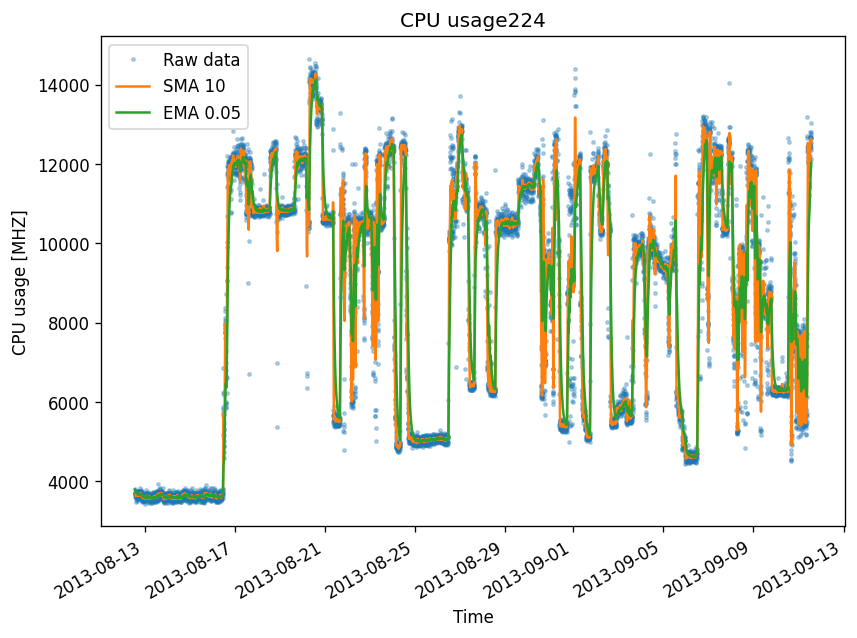 CPU usage224
Raw data
SMA 10
EMA 0.05
14000
12000
10000
8000
6000
4000
CPU usage [MHZ]
2013-08-13
2013-08-17
2013-08-21
2013-08-25
2013-08-29
2013-09-01
2013-09-05
2013-09-09
2013-09-13
Time